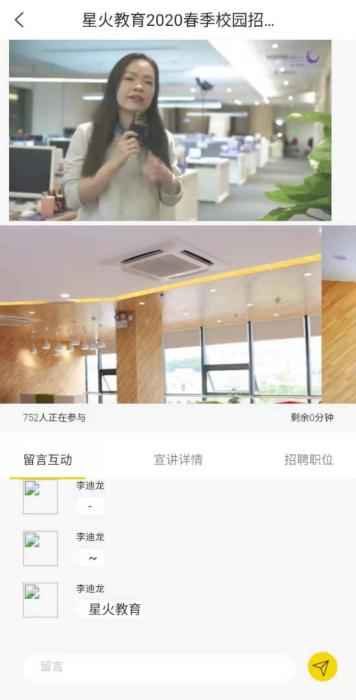 星火教育2020春季校园招...
752人正在参与
剩余0分钟
留言互动
宣讲详情
招聘职位
李迪龙
-
李迪龙
~
李迪龙
星火教育
留言